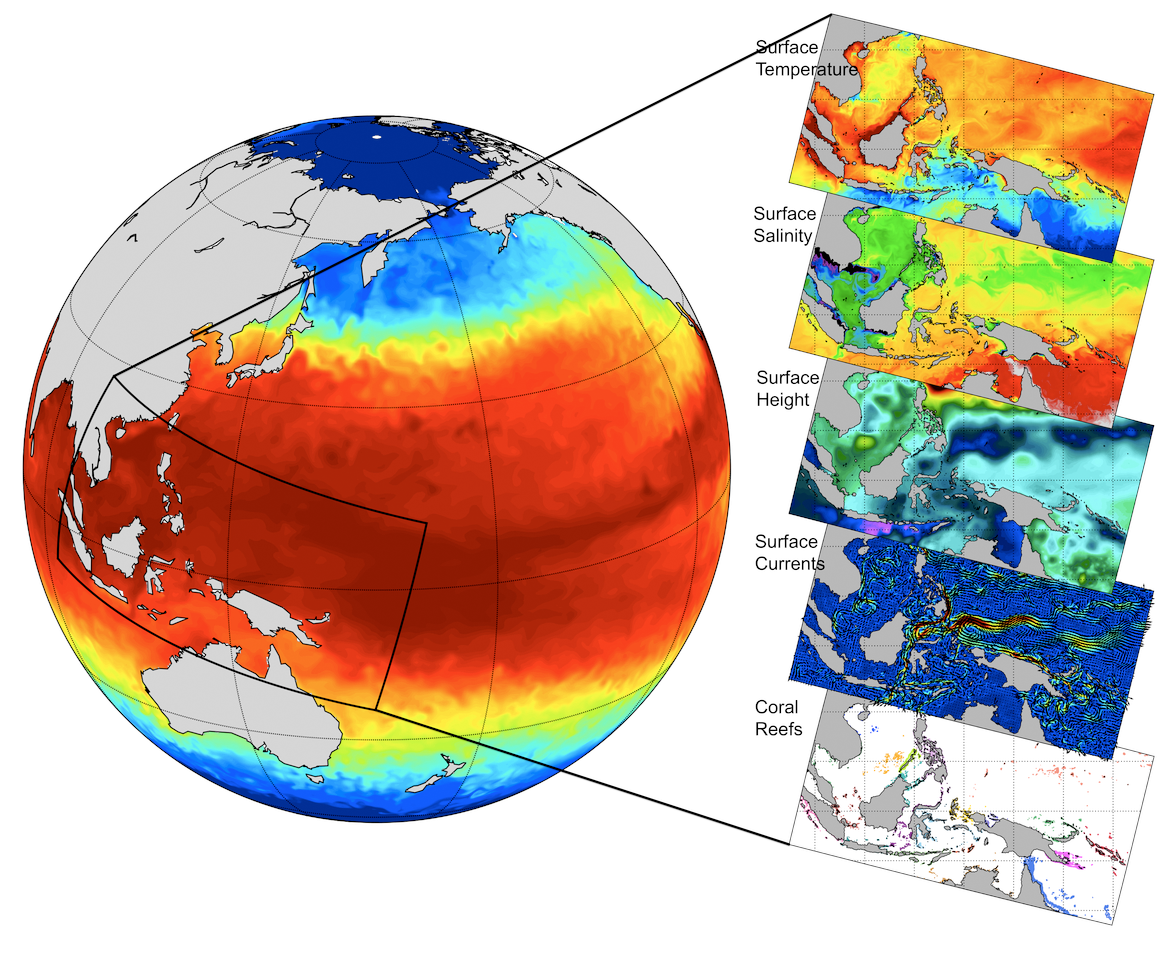 Surface
Temperature
Surface
Salinity
Surface
Height
Surface
Currents
Coral
Reefs